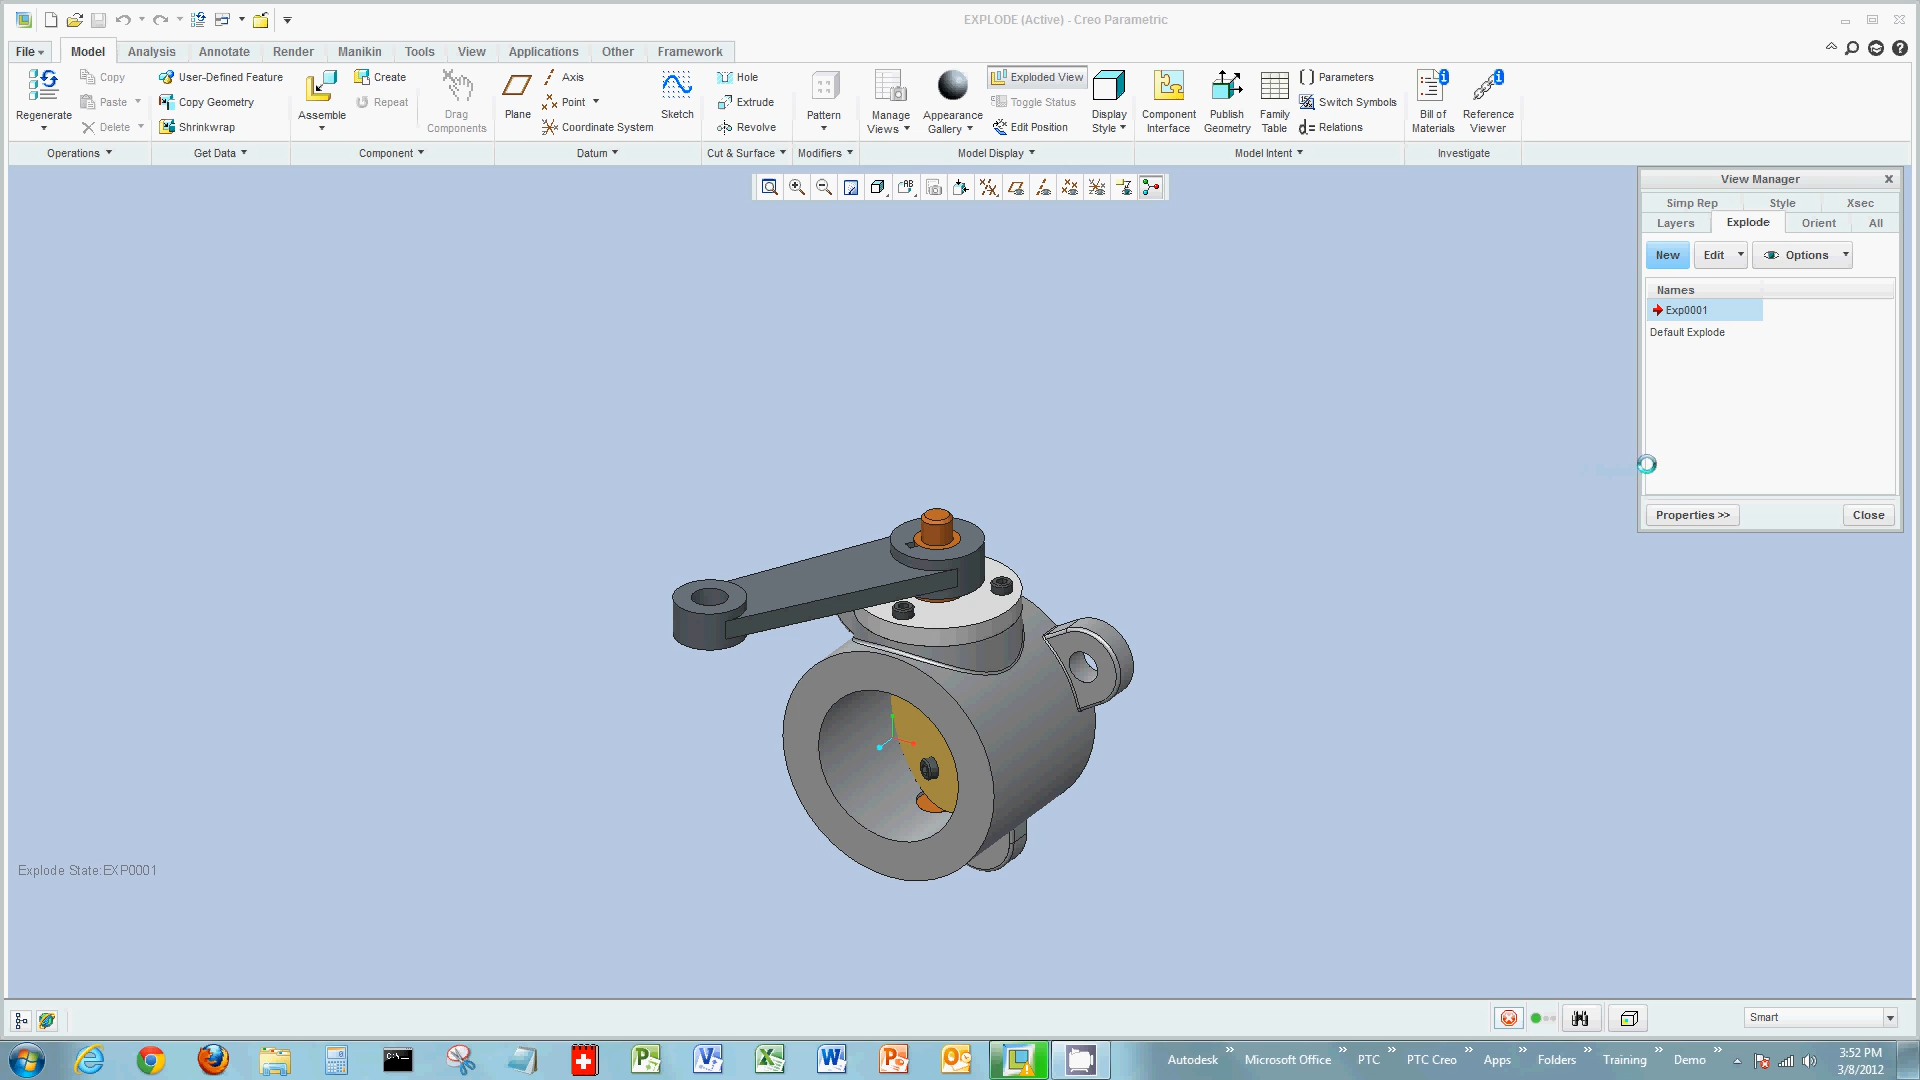 EXPLODE (Active) - Creo Parametric
File Model Analysis Annotate Render Manikin Tools View Applications Other Framework
Regenerate
Copy
Paste
Delete
Operations
User-Defined Feature
Copy Geometry
Shrinkwrap
Get Data
Assemble
Create
Repeat
Drag
Components
Component
Plane
Axis
Point
Coordinate System
Sketch
Datum
Hole
Extrude
Revolve
Cut & Surface
Pattern
Modifiers
Manage
Views
Appearance
Gallery
Exploded View
Toggle Status
Edit Position
Display
Style
Model Display
Component
Interface
Publish
Geometry
Family
Table
Parameters
Switch Symbols
Relations
Model Intent
Bill of
Materials
Reference
Viewer
Investigate
View Manager
Simp Rep Style Xsec
Layers Explode Orient All
New Edit Options
Names
Exp0001
Default Explode
Properties >> Close
Explode State:EXP0001
Smart
Autodesk Microsoft Office PTC PTC Creo Apps Folders Training Demo
3:52 PM
3/8/2012